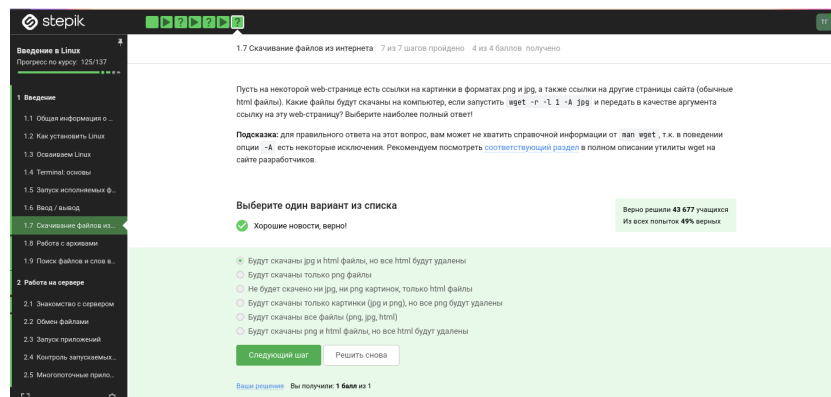 stepik
TF
Введение в Linux
Прогресс по курсу: 125/137
1 Введение
1.1 Общая информация о ...
1.2 Как установить Linux
1.3 Осваиваем Linux
1.4 Terminal: основы
1.5 Запуск исполняемых ф...
1.6 Ввод / вывод
1.7 Скачивание файлов из...
1.8 Работа с архивами
1.9 Поиск файлов и слов в...
2 Работа на сервере
2.1 Знакомство с сервером
2.2 Обмен файлами
2.3 Запуск приложений
2.4 Контроль запускаемых...
2.5 Многопоточные прило...
1.7 Скачивание файлов из интернета 7 из 7 шагов пройдено 4 из 4 баллов получено
Пусть на некоторой web-странице есть ссылки на картинки в форматах png и jpg, а также ссылки на другие страницы сайта (обычные
html файлы). Какие файлы будут скачаны на компьютер, если запустить wget -r -l 1 -A jpg и передать в качестве аргумента
ссылку на эту web-страницу? Выберите наиболее полный ответ!
Подсказка: для правильного ответа на этот вопрос, вам может не хватить справочной информации от man wget, т.к. в поведении
опции -A есть некоторые исключения. Рекомендуем посмотреть соответствующий раздел в полном описании утилиты wget на
сайте разработчиков.
Выберите один вариант из списка
Хорошие новости, верно!
Верно решили 43 677 учащихся
Из всех попыток 49% верных
Будут скачаны jpg и html файлы, но все html будут удалены
Будут скачаны только png файлы
Не будет скачено ни jpg, ни png картинок, только html файлы
Будут скачаны только картинки (jpg и png), но все png будут удалены
Будут скачаны все файлы (png, jpg, html)
Будут скачаны png и html файлы, но все html будут удалены
Следующий шаг
Решить снова
Ваши решения Вы получили: 1 балл из 1